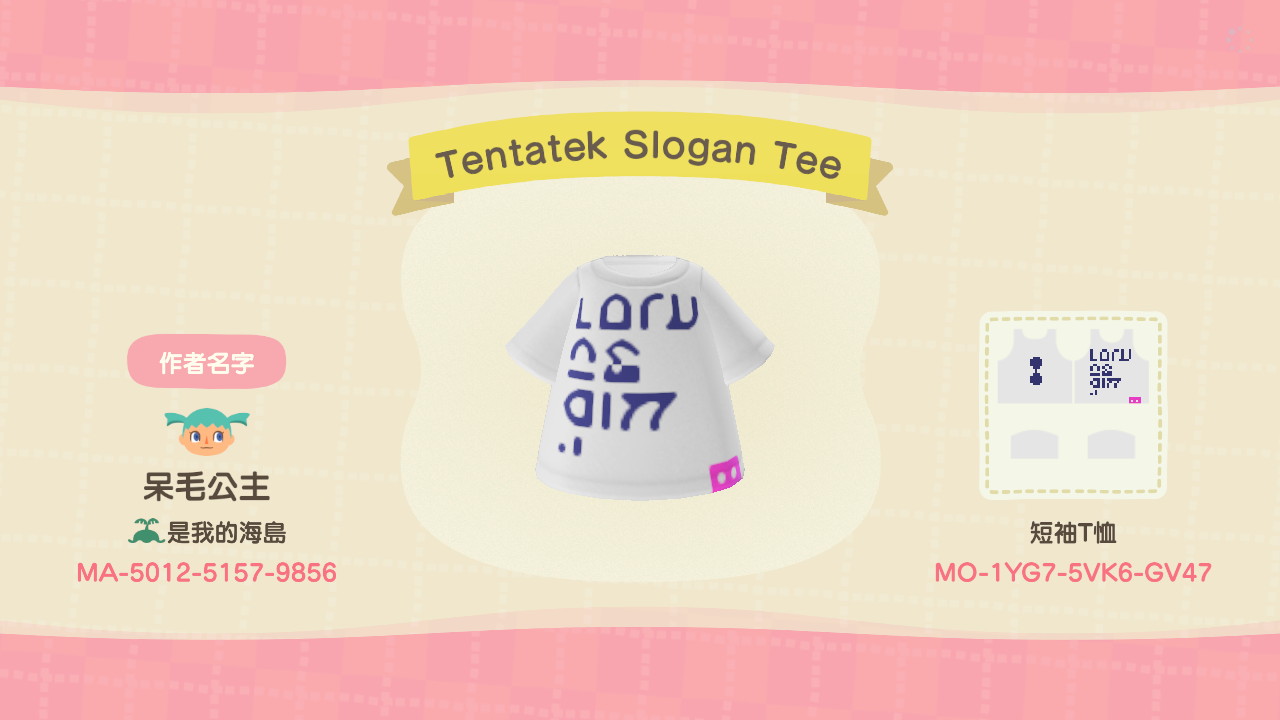 Tentatek Slogan Tee
作者名字
呆毛公主
是我的海島
MA-5012-5157-9856
短袖T恤
MO-1YG7-5VK6-GV47